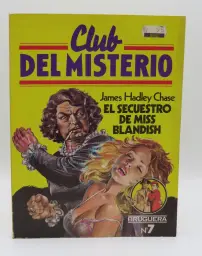 Club
DEL MISTERIO
James Hadley Chase
EL SECUESTRO
DE MISS
BLANDISH
BRUGUERA
Nº7